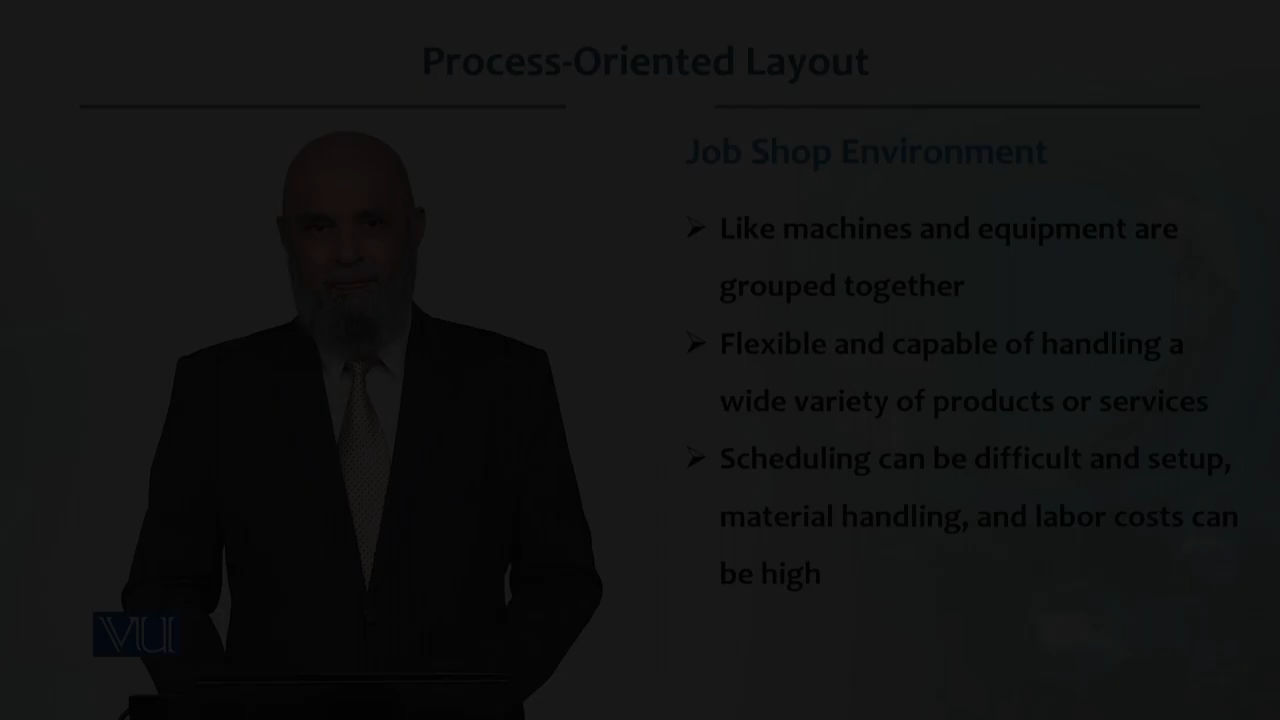 Process-Oriented Layout
Job Shop Environment
➢ Like machines and equipment are
grouped together
➢ Flexible and capable of handling a
wide variety of products or services
➢ Scheduling can be difficult and setup,
material handling, and labor costs can
be high
VU